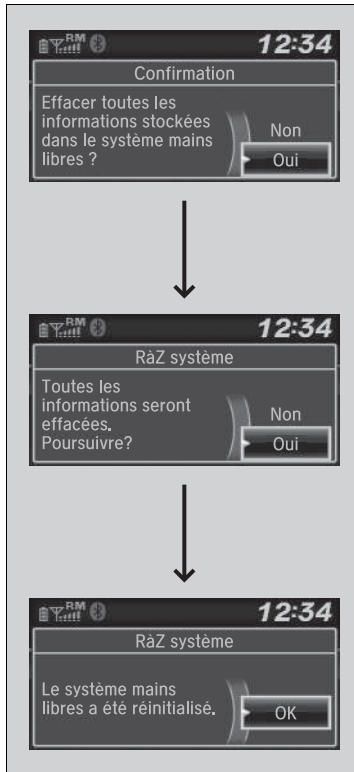 RM
12:34
Confirmation
Effacer toutes les
informations stockées
dans le système mains
libres ?
Non
Oui
RM
12:34
RàZ système
Toutes les
informations seront
effacées.
Poursuivre?
Non
Oui
RM
12:34
RàZ système
Le système mains
libres a été réinitialisé.
OK